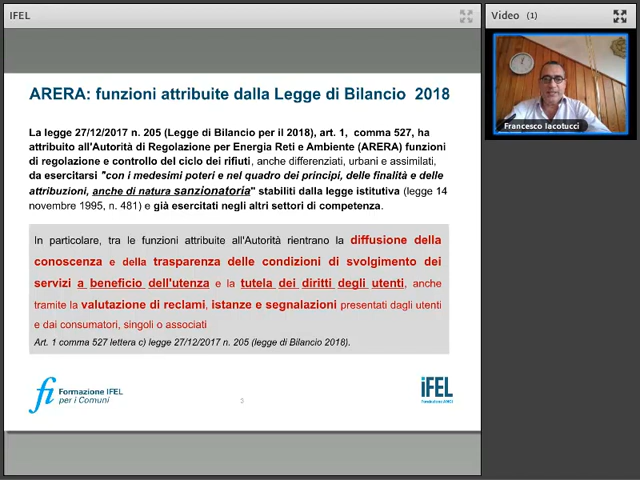 IFEL
Video (1)
Francesco Iacotucci
ARERA: funzioni attribuite dalla Legge di Bilancio 2018
La legge 27/12/2017 n. 205 (Legge di Bilancio per il 2018), art. 1, comma 527, ha
attribuito all'Autorità di Regolazione per Energia Reti e Ambiente (ARERA) funzioni
di regolazione e controllo del ciclo dei rifiuti, anche differenziati, urbani e assimilati,
da esercitarsi "con i medesimi poteri e nel quadro dei principi, delle finalità e delle
attribuzioni, anche di natura sanzionatoria" stabiliti dalla legge istitutiva (legge 14
novembre 1995, n. 481) e già esercitati negli altri settori di competenza.
In particolare, tra le funzioni attribuite all'Autorità rientrano la diffusione della
conoscenza e della trasparenza delle condizioni di svolgimento dei
servizi a beneficio dell'utenza e la tutela dei diritti degli utenti, anche
tramite la valutazione di reclami, istanze e segnalazioni presentati dagli utenti
e dai consumatori, singoli o associati
Art. 1 comma 527 lettera c) legge 27/12/2017 n. 205 (legge di Bilancio 2018).
fi Formazione IFEL
per i Comuni
3
iFEL
Fondazione ANCI